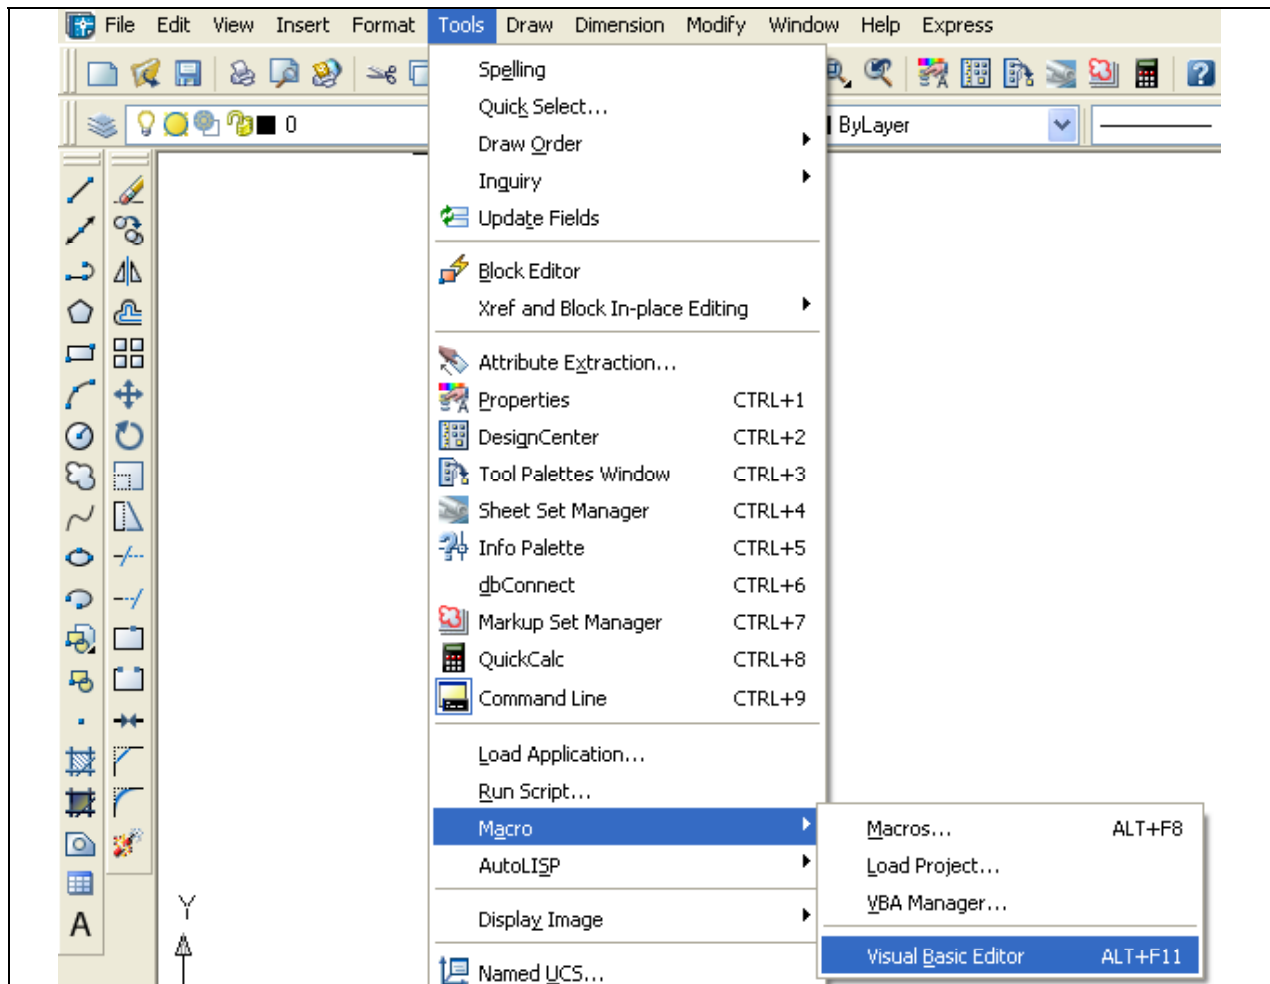 File Edit View Insert Format Tools Draw Dimension Modify Window Help Express
0 ByLayer
Spelling
Quick Select...
Draw Order
Inquiry
Update Fields
Block Editor
Xref and Block In-place Editing
Attribute Extraction...
Properties CTRL+1
DesignCenter CTRL+2
Tool Palettes Window CTRL+3
Sheet Set Manager CTRL+4
Info Palette CTRL+5
dbConnect CTRL+6
Markup Set Manager CTRL+7
QuickCalc CTRL+8
Command Line CTRL+9
Load Application...
Run Script...
Macro
AutoLISP
Display Image
Named UCS...
Macros... ALT+F8
Load Project...
VBA Manager...
Visual Basic Editor ALT+F11
A
Y